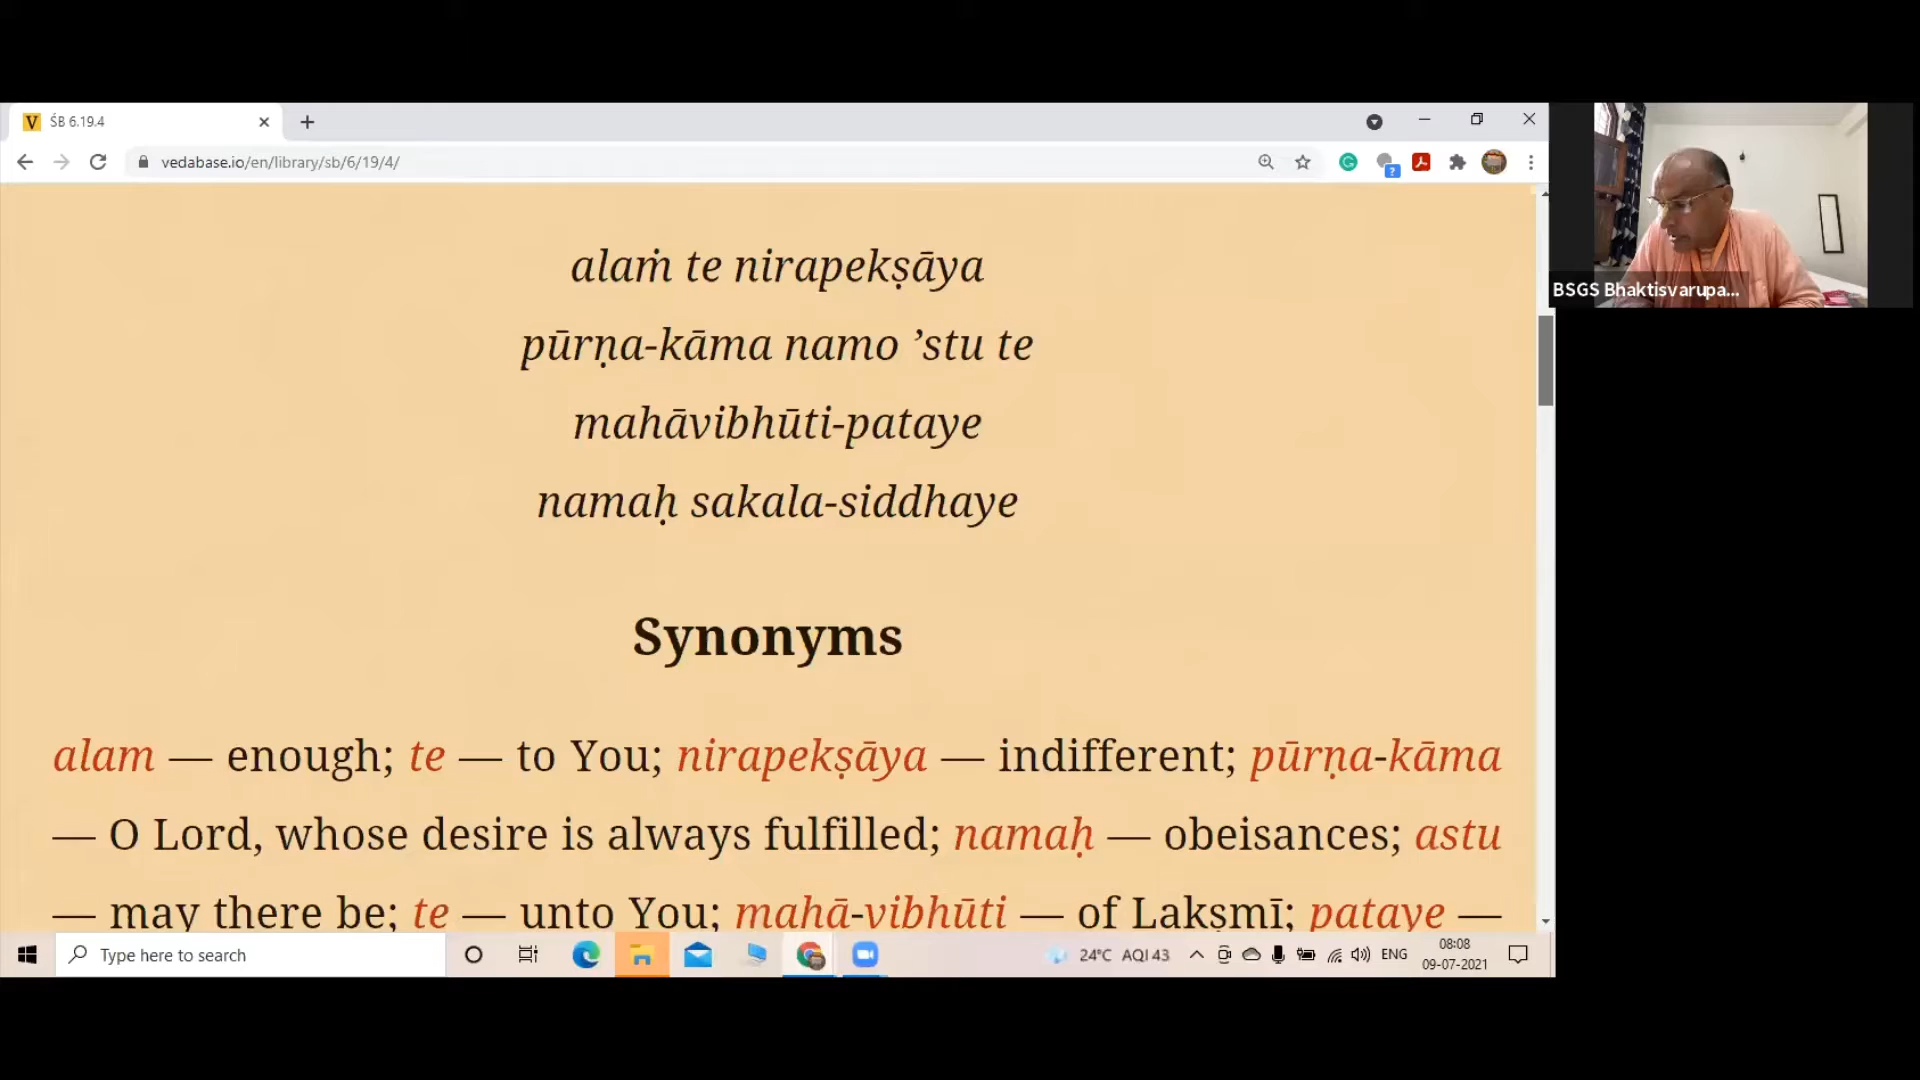 ŚB 6.19.4
vedabase.io/en/library/sb/6/19/4/
alaṁ te nirapekṣāya
pūrṇa-kāma namo ’stu te
mahāvibhūti-pataye
namaḥ sakala-siddhaye
Synonyms
alam — enough; te — to You; nirapekṣāya — indifferent; pūrṇa-kāma
— O Lord, whose desire is always fulfilled; namaḥ — obeisances; astu
— may there be; te — unto You; mahā-vibhūti — of Lakṣmī; pataye —
BSGS Bhaktisvarupa...
Type here to search
24°C AQI 43
ENG
08:08
09-07-2021